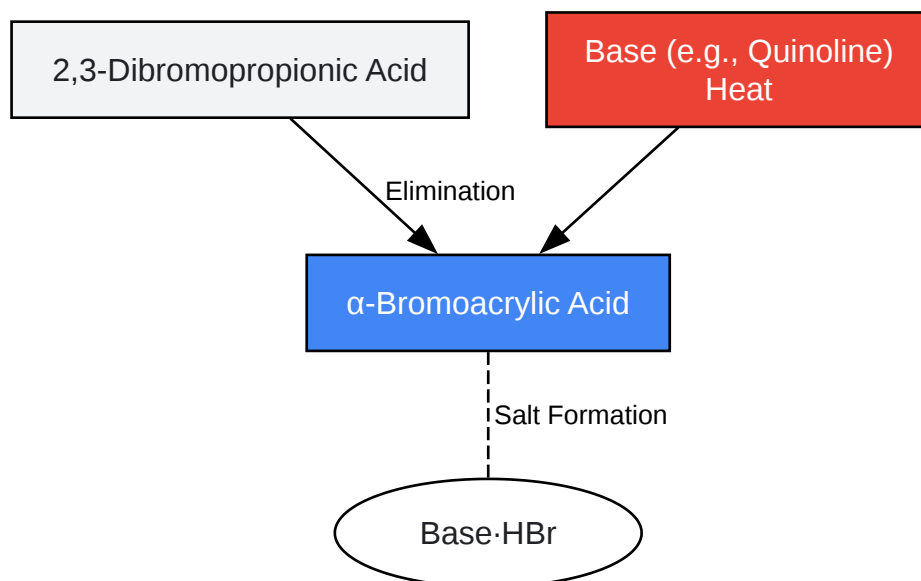 2,3-Dibromopropionic Acid
Base (e.g., Quinoline)
Heat
Elimination
α-Bromoacrylic Acid
Salt Formation
Base·HBr